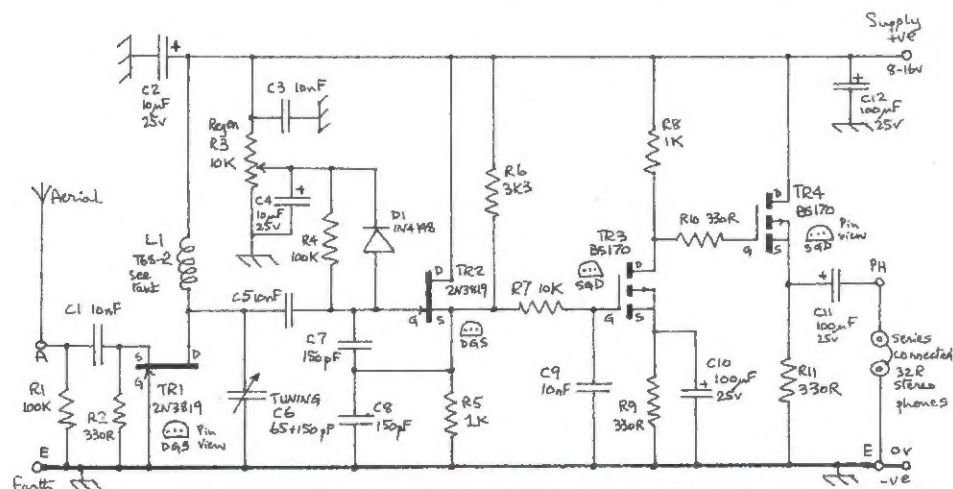 Supply
+ve
8-16v
C2
10µF
25v
+
C3 10nF
Regen
R3
10K
C4
10µF
25v
+
R4
100K
D1
1N4148
R6
3K3
R8
1K
C12
100µF
25v
+
Aerial
L1
T68-2
see
text
TR2
2N3819
D
G
S
DGS
R10 330R
TR4
BS170
Pin
view
SGD
D
G
S
TR3
BS170
SGD
D
G
S
C1 10nF
C5 10nF
R7 10K
PH
C11
100µF
25v
+
A
S
D
G
TR1
2N3819
Pin
view
DGS
R1
100K
R2
330R
TUNING
C6
65+150pF
C7
150pF
C8
150pF
R5
1K
C9
10nF
R9
330R
C10
100µF
25v
+
R11
330R
series
connected
32R
stereo
phones
E
Earth
E
0v
-ve